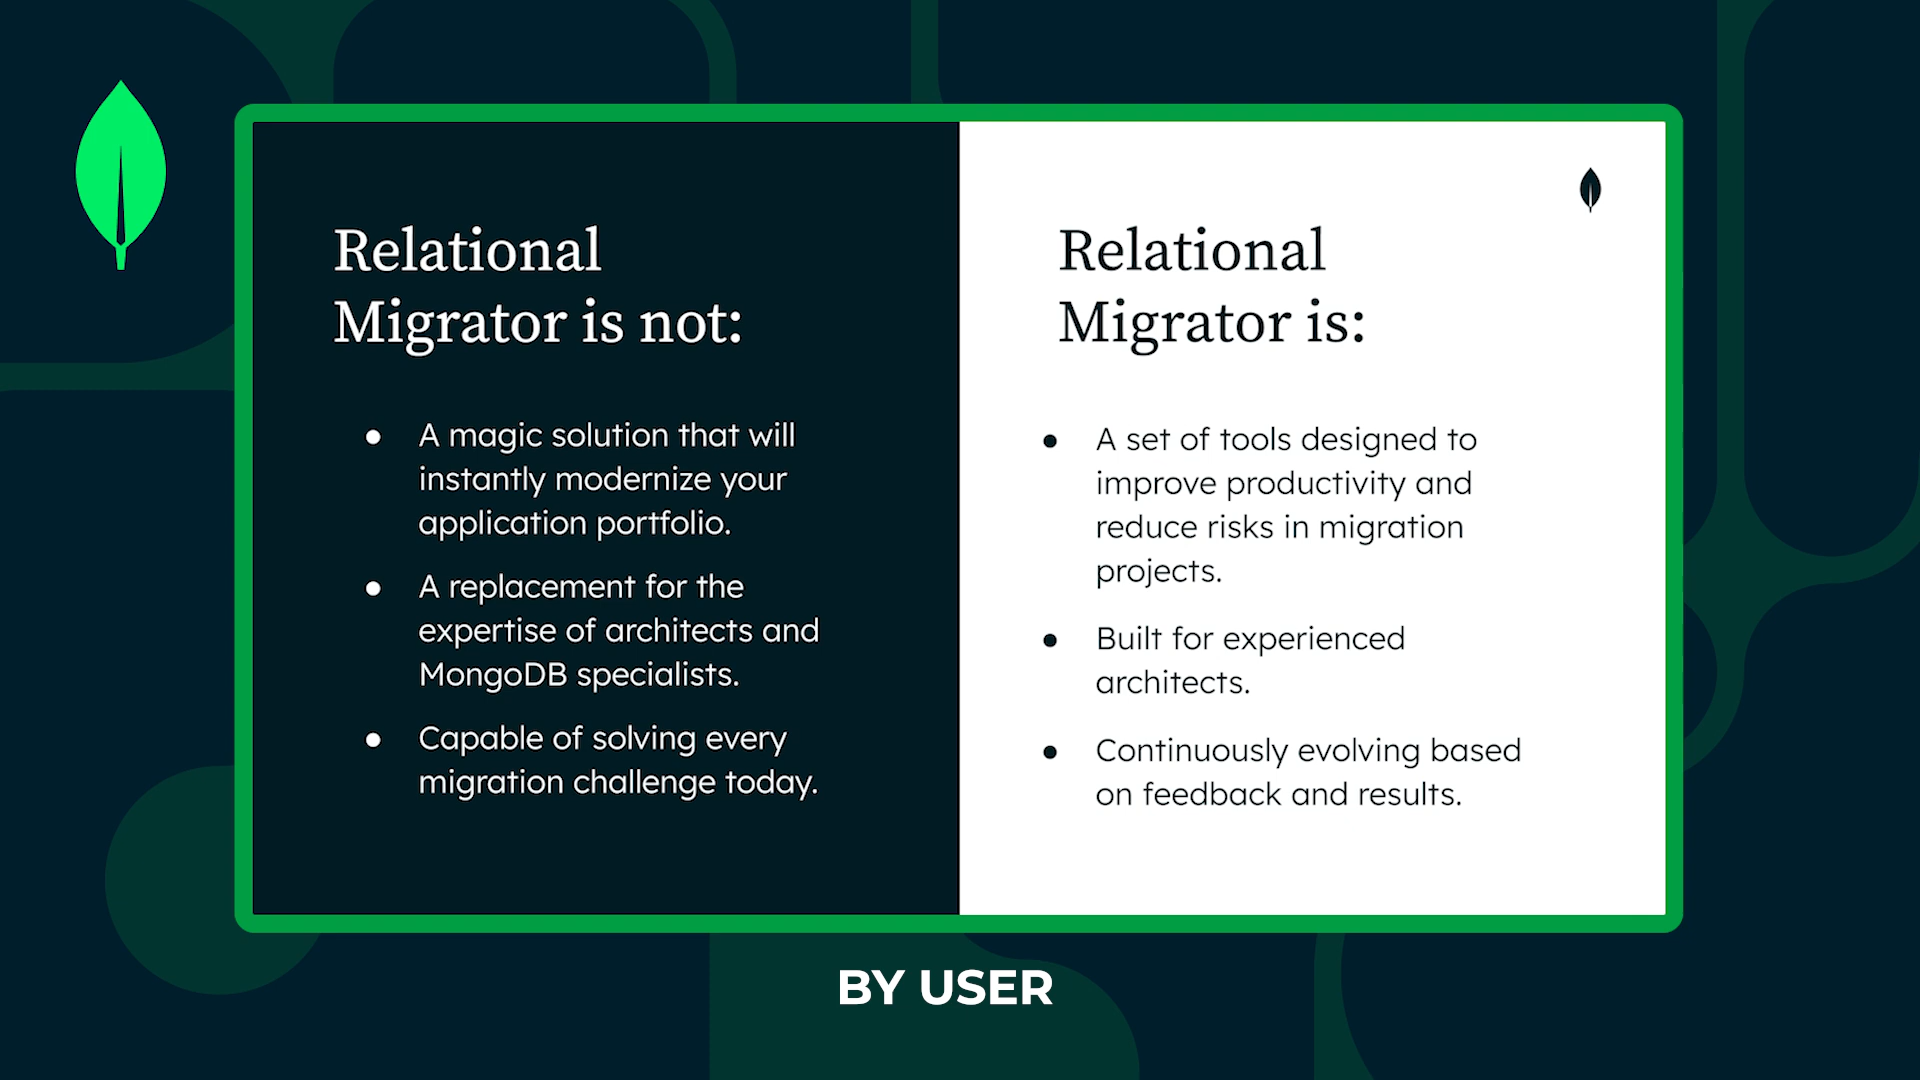 Relational
Migrator is not:
● A magic solution that will
instantly modernize your
application portfolio.
● A replacement for the
expertise of architects and
MongoDB specialists.
● Capable of solving every
migration challenge today.
Relational
Migrator is:
● A set of tools designed to
improve productivity and
reduce risks in migration
projects.
● Built for experienced
architects.
● Continuously evolving based
on feedback and results.
BY USER